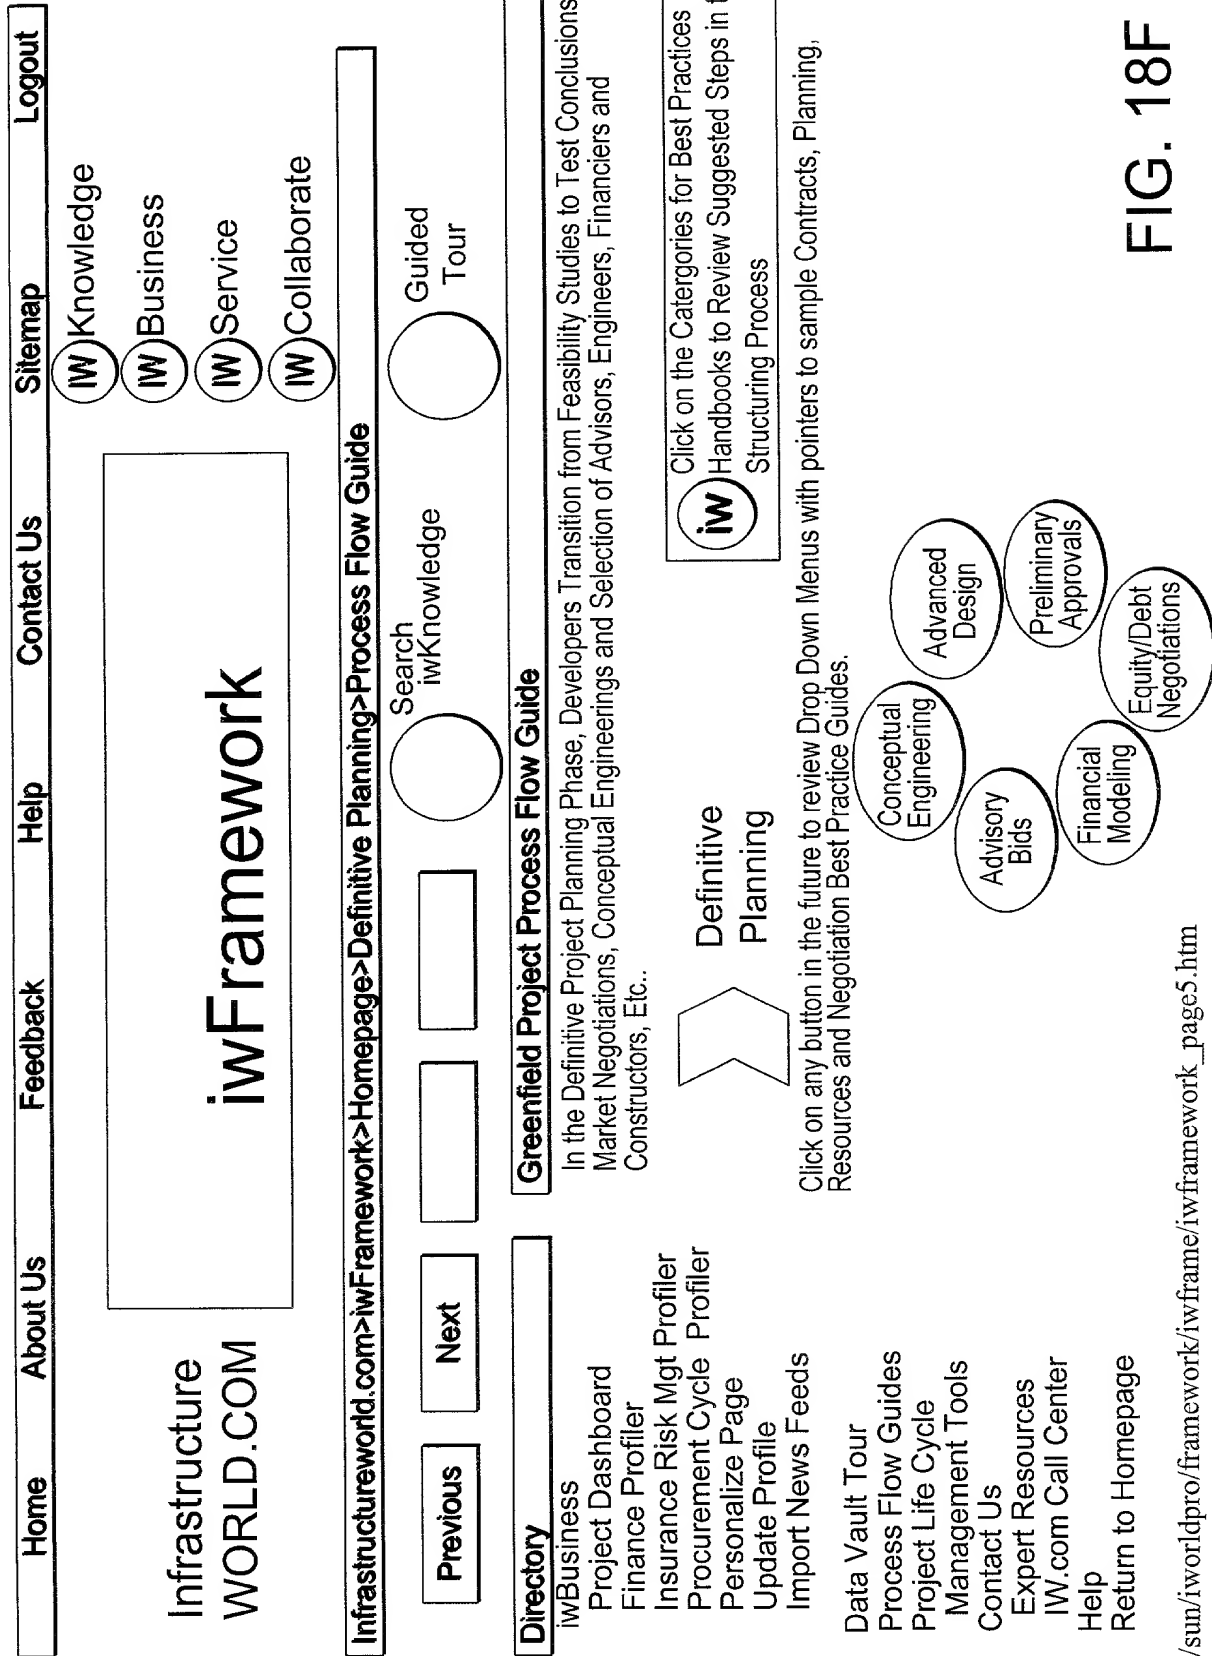 Home About Us Feedback Help Contact Us Sitemap Logout
Infrastructure
WORLD.COM
iwFramework
IW Knowledge
IW Business
IW Service
IW Collaborate
Infrastructureworld.com>iwFramework>Homepage>Definitive Planning>Process Flow Guide
Previous Next
Search
iwKnowledge
Guided
Tour
Directory
iwBusiness
Project Dashboard
Finance Profiler
Insurance Risk Mgt Profiler
Procurement Cycle Profiler
Personalize Page
Update Profile
Import News Feeds
Data Vault Tour
Process Flow Guides
Project Life Cycle
Management Tools
Contact Us
Expert Resources
IW.com Call Center
Help
Return to Homepage
Greenfield Project Process Flow Guide
In the Definitive Project Planning Phase, Developers Transition from Feasibility Studies to Test Conclusions
Market Negotiations, Conceptual Engineerings and Selection of Advisors, Engineers, Financiers and
Constructors, Etc..
Definitive
Planning
iw
Click on the Catergories for Best Practices
Handbooks to Review Suggested Steps in t
Structuring Process
Click on any button in the future to review Drop Down Menus with pointers to sample Contracts, Planning,
Resources and Negotiation Best Practice Guides.
Conceptual
Engineering
Advanced
Design
Advisory
Bids
Preliminary
Approvals
Financial
Modeling
Equity/Debt
Negotiations
/sun/iworldpro/framework/iwframe/iwframework_page5.htm
FIG. 18F